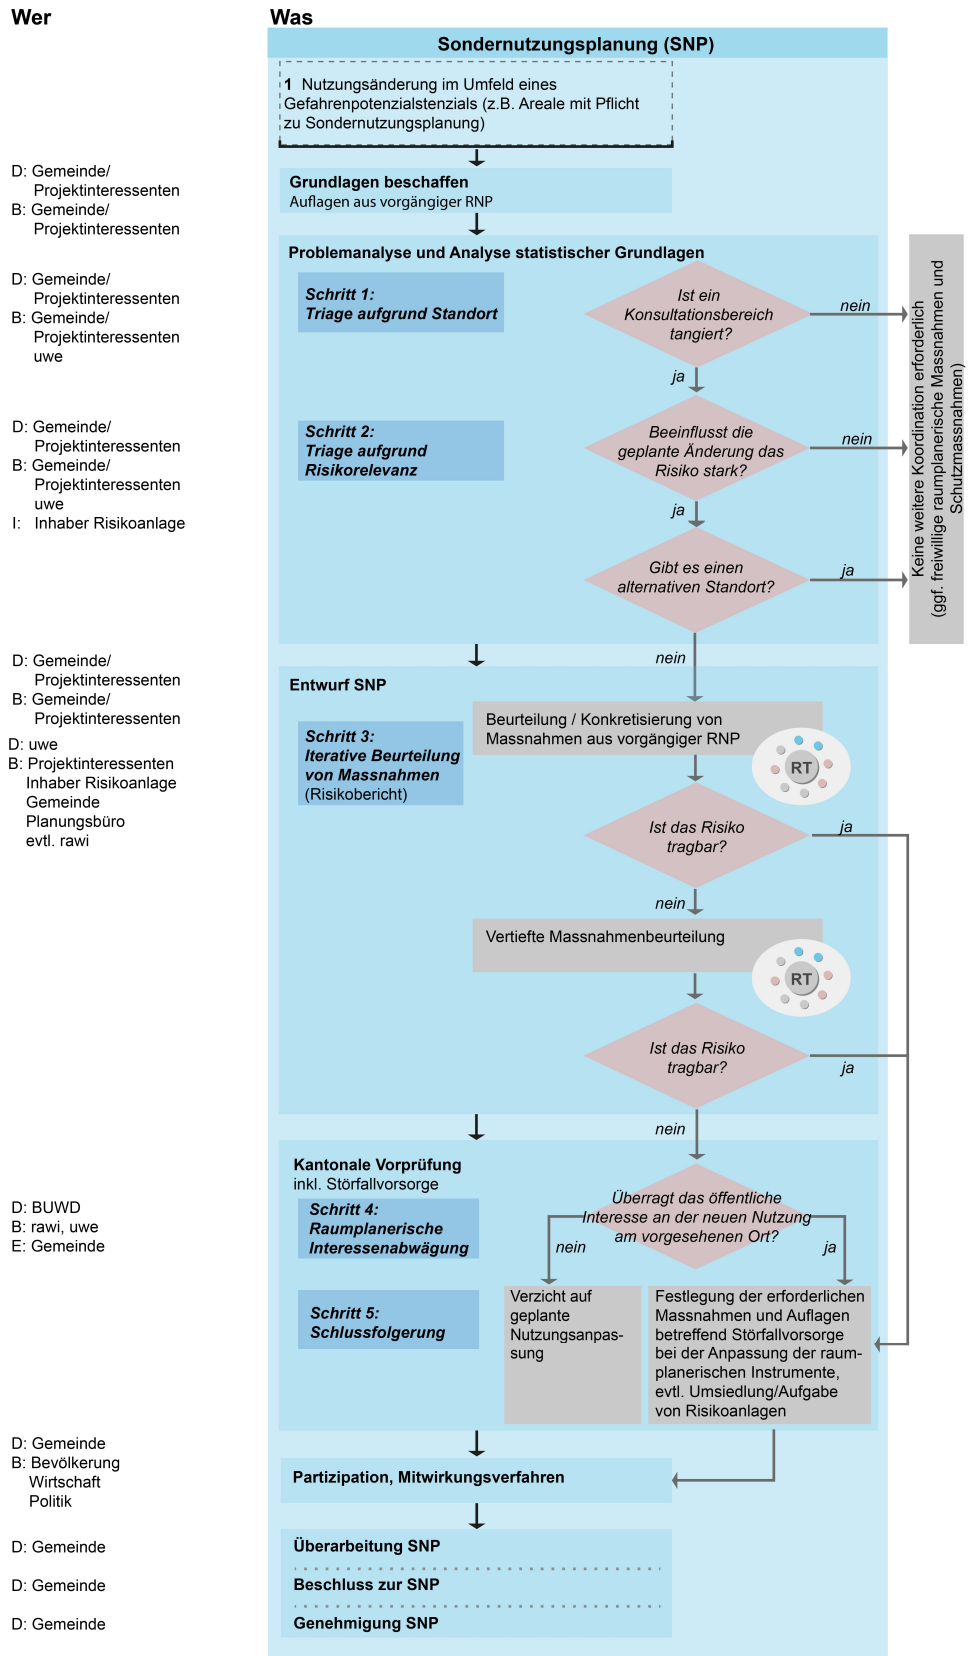 Wer
Was
Sondernutzungsplanung (SNP)
1 Nutzungsänderung im Umfeld eines
Gefahrenpotenzialstenzials (z.B. Areale mit Pflicht
zu Sondernutzungsplanung)
D: Gemeinde/
Projektinteressenten
B: Gemeinde/
Projektinteressenten
Grundlagen beschaffen
Auflagen aus vorgängiger RNP
Problemanalyse und Analyse statistischer Grundlagen
D: Gemeinde/
Projektinteressenten
B: Gemeinde/
Projektinteressenten
uwe
Schritt 1:
Triage aufgrund Standort
Ist ein
Konsultationsbereich
tangiert?
nein
ja
Keine weitere Koordination erforderlich
(ggf. freiwillige raumplanerische Massnahmen und
Schutzmassnahmen)
D: Gemeinde/
Projektinteressenten
B: Gemeinde/
Projektinteressenten
uwe
I: Inhaber Risikoanlage
Schritt 2:
Triage aufgrund
Risikorelevanz
Beeinflusst die
geplante Änderung das
Risiko stark?
nein
ja
Gibt es einen
alternativen Standort?
ja
nein
D: Gemeinde/
Projektinteressenten
B: Gemeinde/
Projektinteressenten
Entwurf SNP
D: uwe
B: Projektinteressenten
Inhaber Risikoanlage
Gemeinde
Planungsbüro
evtl. rawi
Schritt 3:
Iterative Beurteilung
von Massnahmen
(Risikobericht)
Beurteilung / Konkretisierung von
Massnahmen aus vorgängiger RNP
RT
Ist das Risiko
tragbar?
ja
nein
Vertiefte Massnahmenbeurteilung
RT
Ist das Risiko
tragbar?
ja
nein
Kantonale Vorprüfung
inkl. Störfallvorsorge
D: BUWD
B: rawi, uwe
E: Gemeinde
Schritt 4:
Raumplanerische
Interessenabwägung
Überragt das öffentliche
Interesse an der neuen Nutzung
am vorgesehenen Ort?
nein
ja
Schritt 5:
Schlussfolgerung
Verzicht auf
geplante
Nutzungsanpas-
sung
Festlegung der erforderlichen
Massnahmen und Auflagen
betreffend Störfallvorsorge
bei der Anpassung der raum-
planerischen Instrumente,
evtl. Umsiedlung/Aufgabe
von Risikoanlagen
D: Gemeinde
B: Bevölkerung
Wirtschaft
Politik
Partizipation, Mitwirkungsverfahren
D: Gemeinde
Überarbeitung SNP
D: Gemeinde
Beschluss zur SNP
D: Gemeinde
Genehmigung SNP